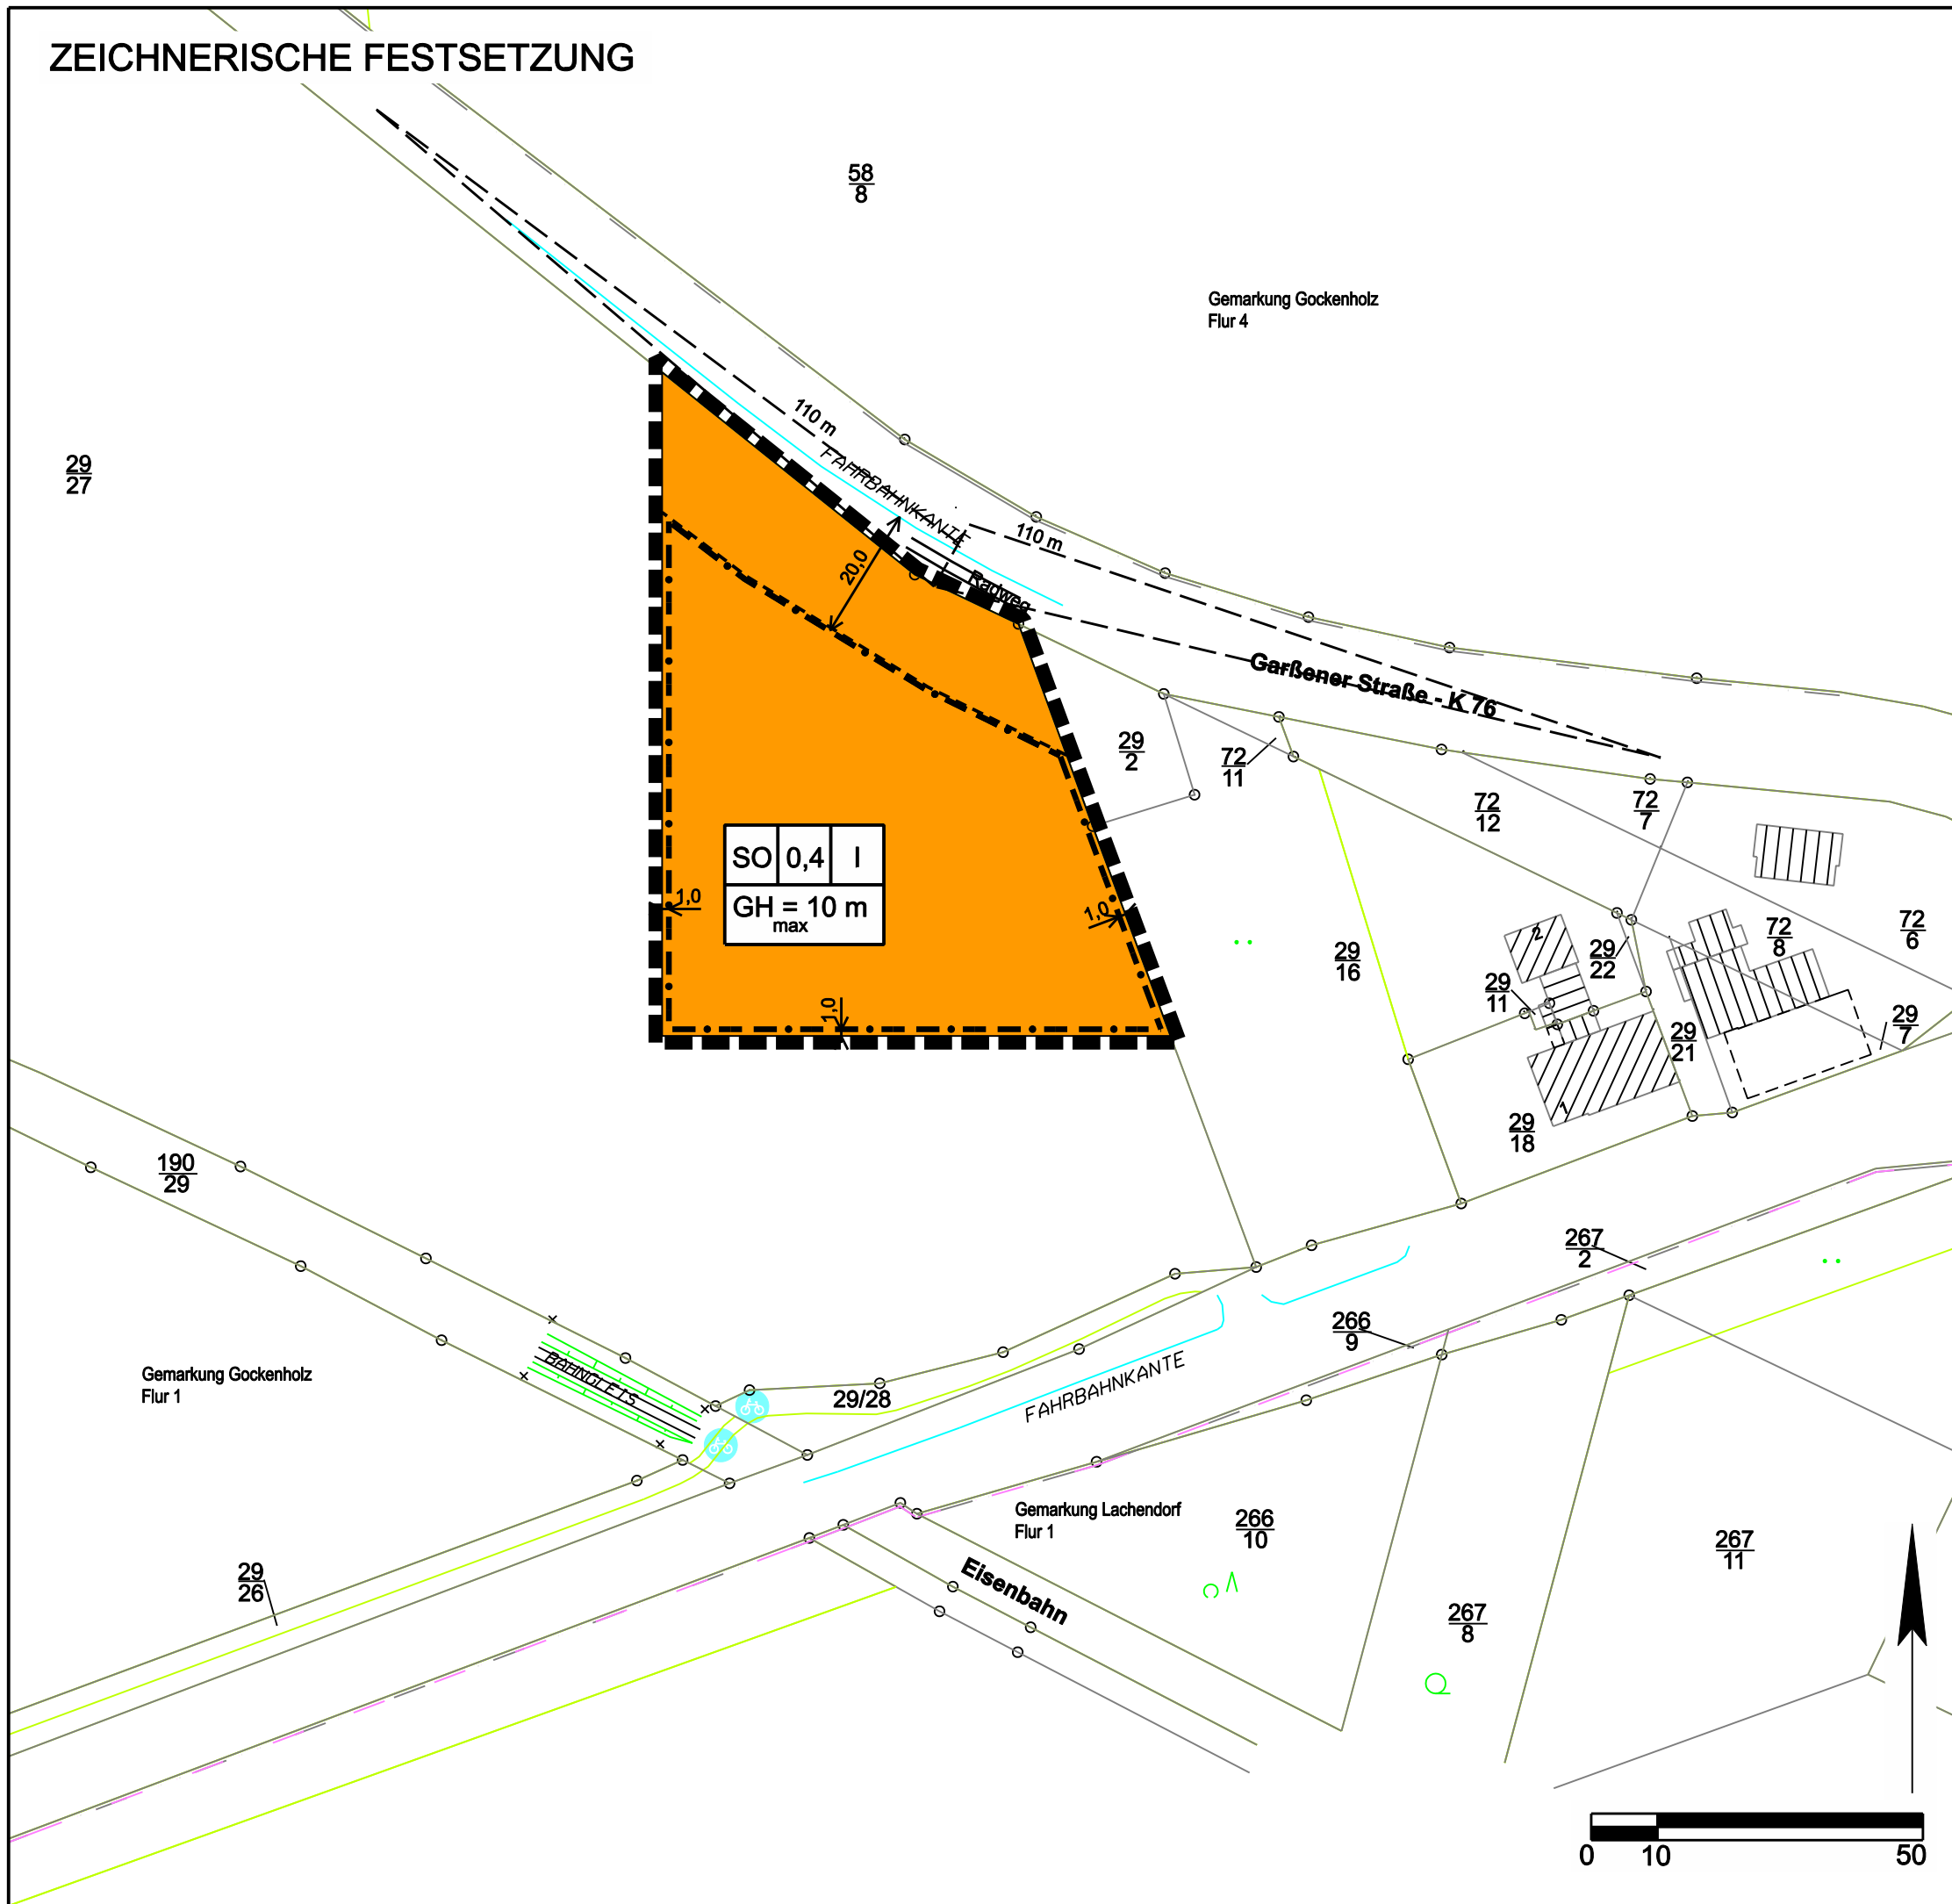 ZEICHNERISCHE FESTSETZUNG
58
8
Gemarkung Gockenholz
Flur 4
29
27
110 m
FAHRBAHNKANTE
110 m
20,0
Radweg
Garßener Straße - K 76
29
2
72
11
72
12
72
7
SO 0,4 I
GH = 10 m
max
1,0
1,0
1,0
29
16
2
29
22
72
8
72
6
29
11
29
21
29
7
1
29
18
190
29
267
2
266
9
BAHNGLEIS
Gemarkung Gockenholz
Flur 1
29/28
FAHRBAHNKANTE
Gemarkung Lachendorf
Flur 1
266
10
267
11
29
26
Eisenbahn
267
8
0 10 50